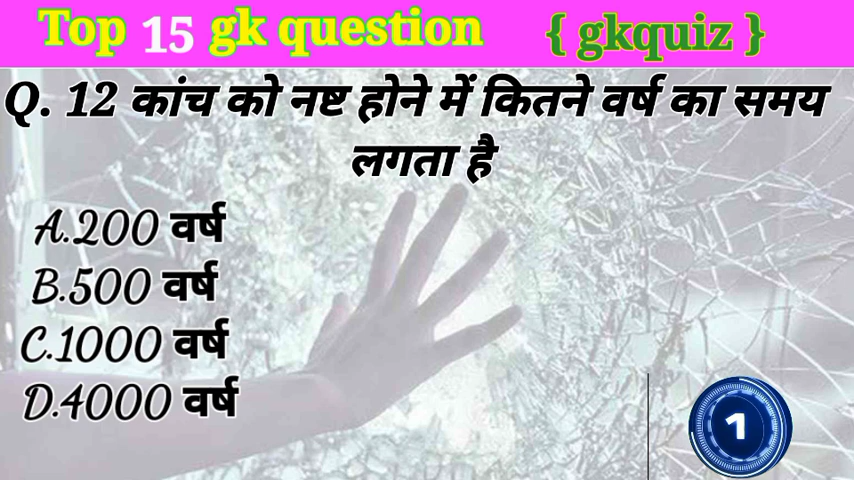 Top 15 gk question { gkquiz }
Q. 12 कांच को नष्ट होने में कितने वर्ष का समय
लगता है
A.200 वर्ष
B.500 वर्ष
C.1000 वर्ष
D.4000 वर्ष
1